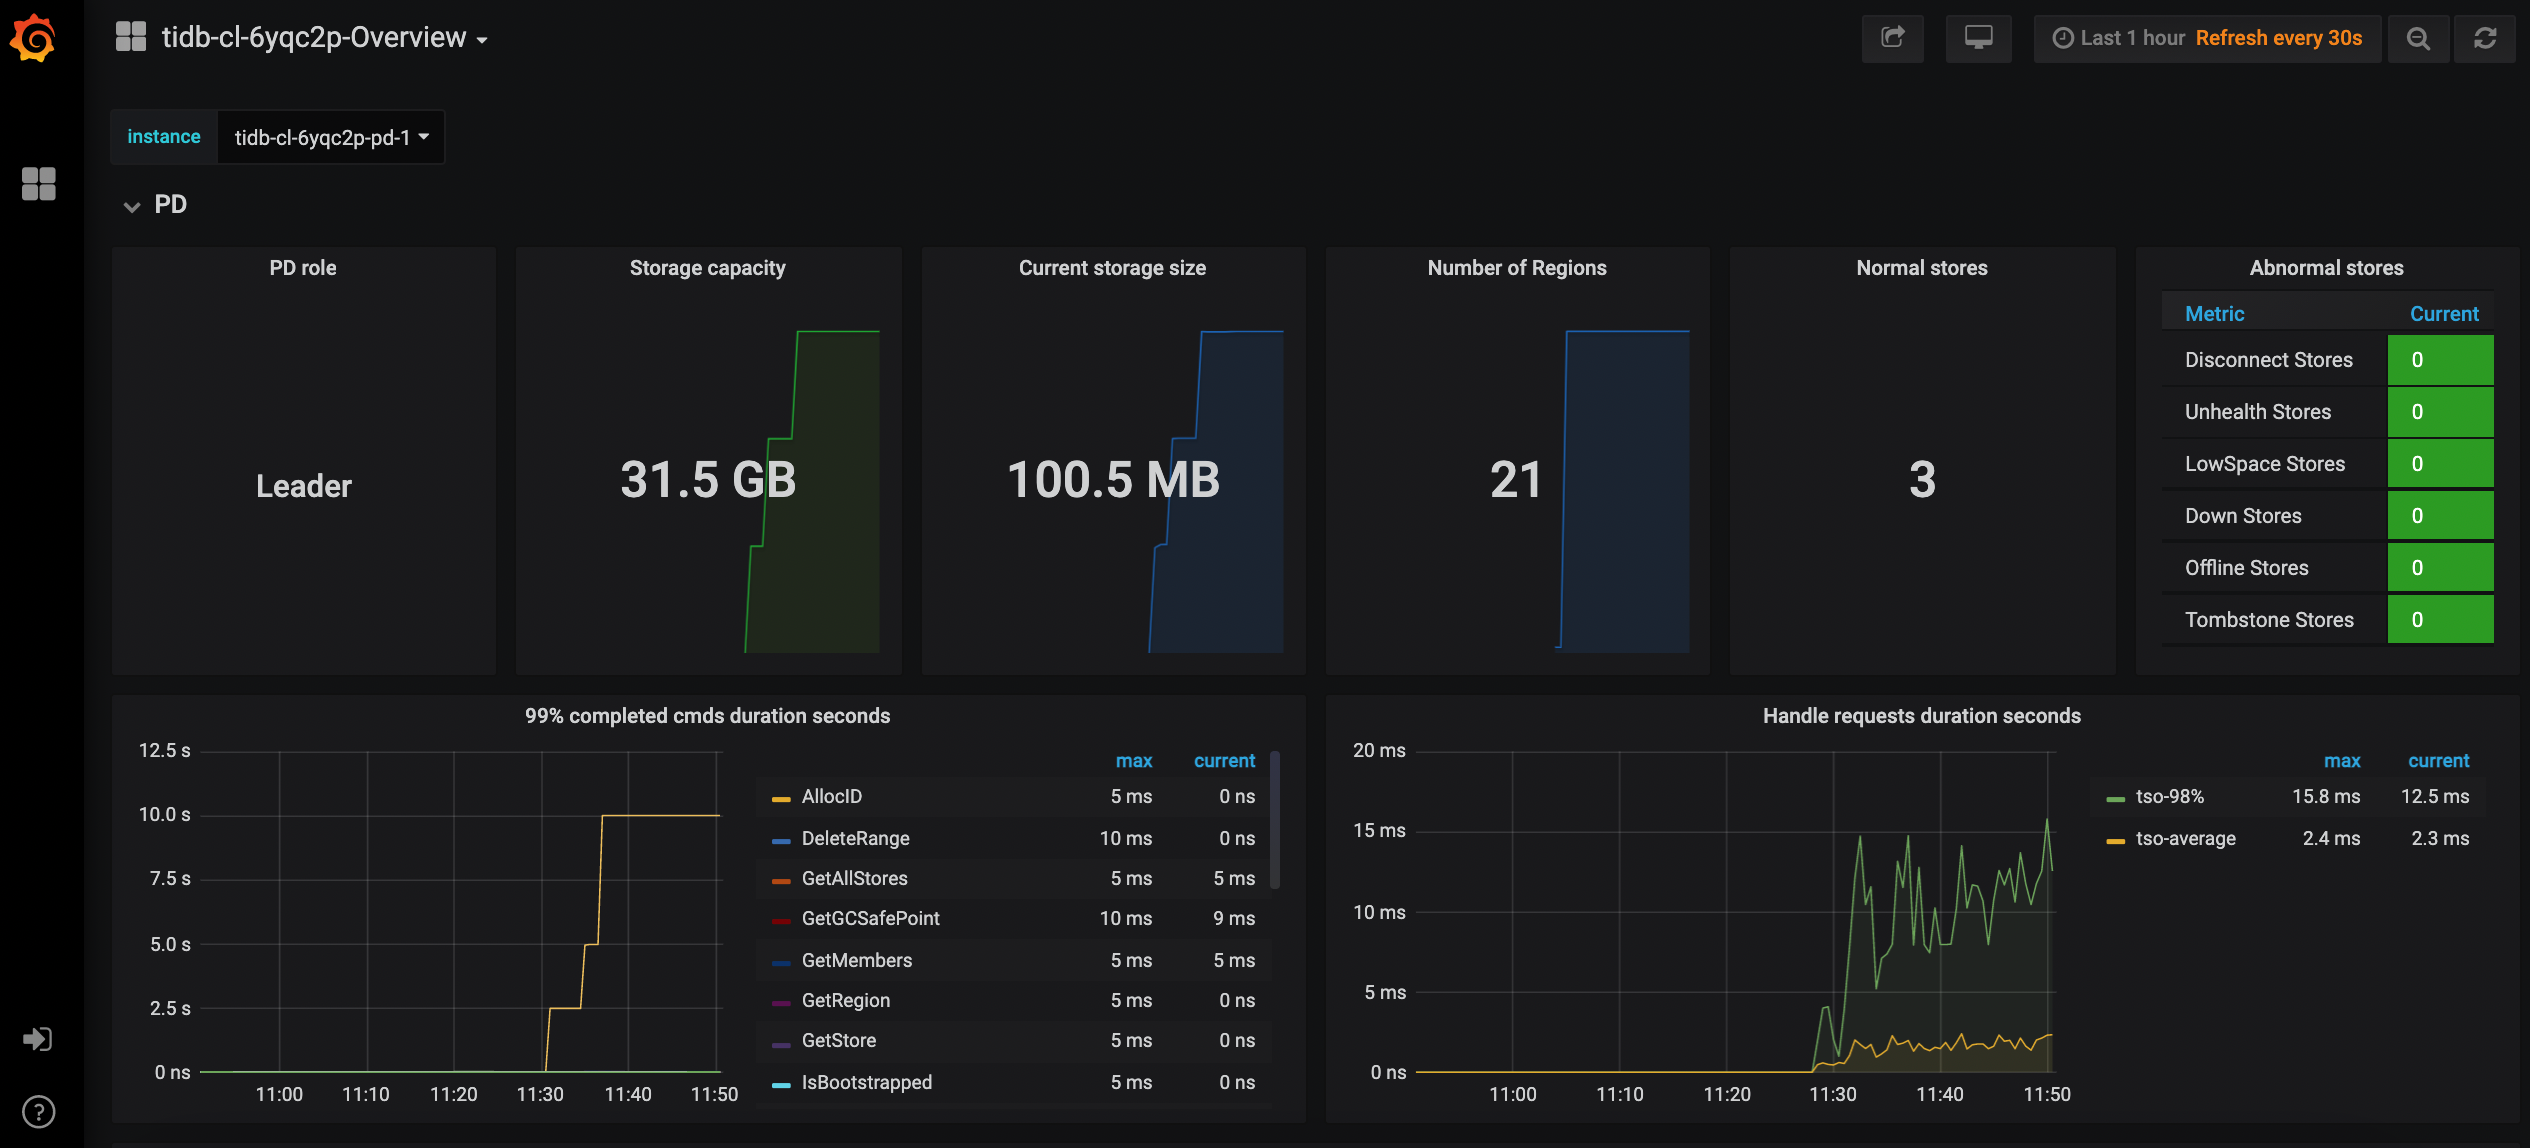 tidb-cl-6yqc2p-Overview
Last 1 hour Refresh every 30s
instance tidb-cl-6yqc2p-pd-1
PD
PD role
Leader
Storage capacity
31.5 GB
Current storage size
100.5 MB
Number of Regions
21
Normal stores
3
Abnormal stores
Metric Current
Disconnect Stores 0
Unhealth Stores 0
LowSpace Stores 0
Down Stores 0
Offline Stores 0
Tombstone Stores 0
99% completed cmds duration seconds
12.5 s
10.0 s
7.5 s
5.0 s
2.5 s
0 ns
11:00 11:10 11:20 11:30 11:40 11:50
max current
AllocID 5 ms 0 ns
DeleteRange 10 ms 0 ns
GetAllStores 5 ms 5 ms
GetGCSafePoint 10 ms 9 ms
GetMembers 5 ms 5 ms
GetRegion 5 ms 0 ns
GetStore 5 ms 0 ns
IsBootstrapped 5 ms 0 ns
Handle requests duration seconds
20 ms
15 ms
10 ms
5 ms
0 ns
11:00 11:10 11:20 11:30 11:40 11:50
max current
tso-98% 15.8 ms 12.5 ms
tso-average 2.4 ms 2.3 ms
?